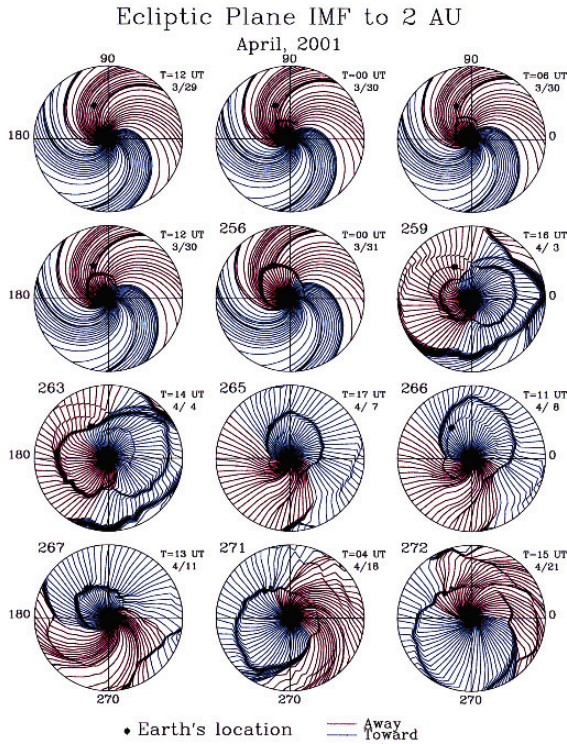 Ecliptic Plane IMF to 2 AU
April, 2001
90 90 90
T=12 UT T=00 UT T=06 UT
3/29 3/30 3/30
180 0
256 259
T=12 UT T=00 UT T=16 UT
3/30 3/31 4/ 3
180 0
263 265 266
T=14 UT T=17 UT T=11 UT
4/ 4 4/ 7 4/ 8
180 0
267 271 272
T=13 UT T=04 UT T=15 UT
4/11 4/18 4/21
180 0
270 270 270
Earth's location Away
Toward